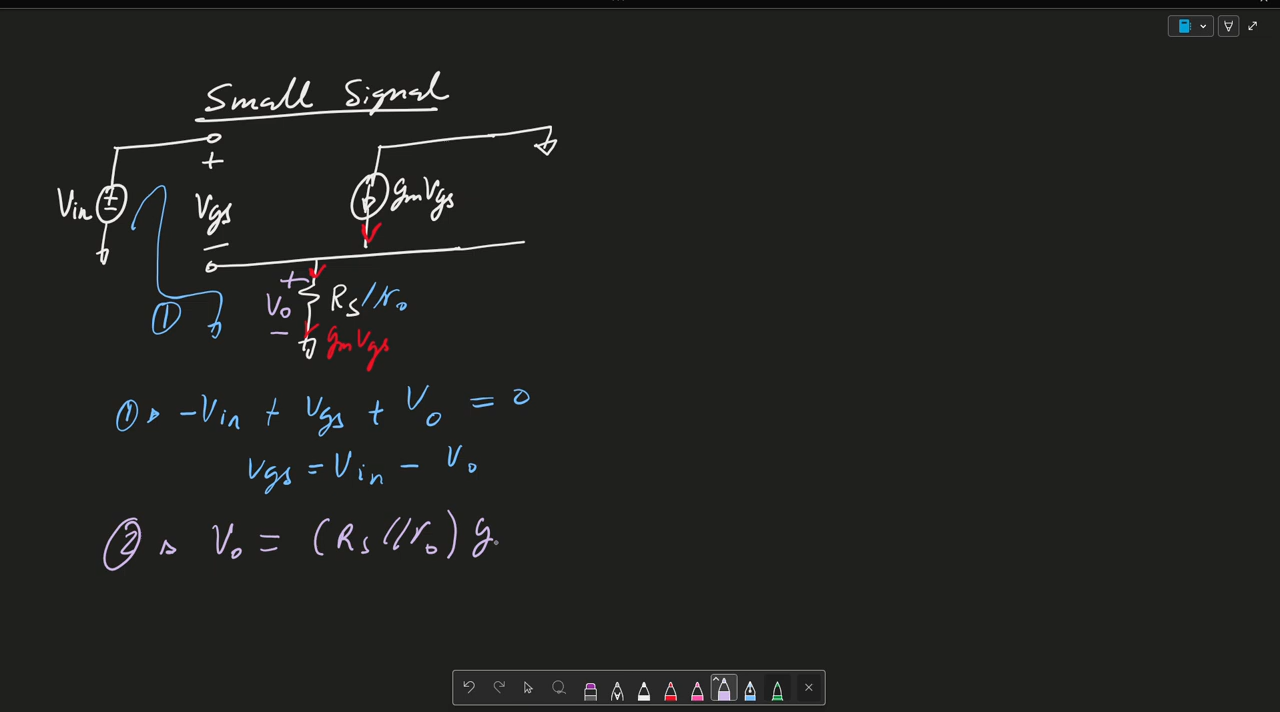 Small Signal
+
Vin
Vgs
gmVgs
−
+
Vo
Rs//ro
−
gmVgs
①
① ▹ -Vin + Vgs + Vo = 0
Vgs = Vin - Vo
② ▹ Vo = (Rs//ro) g